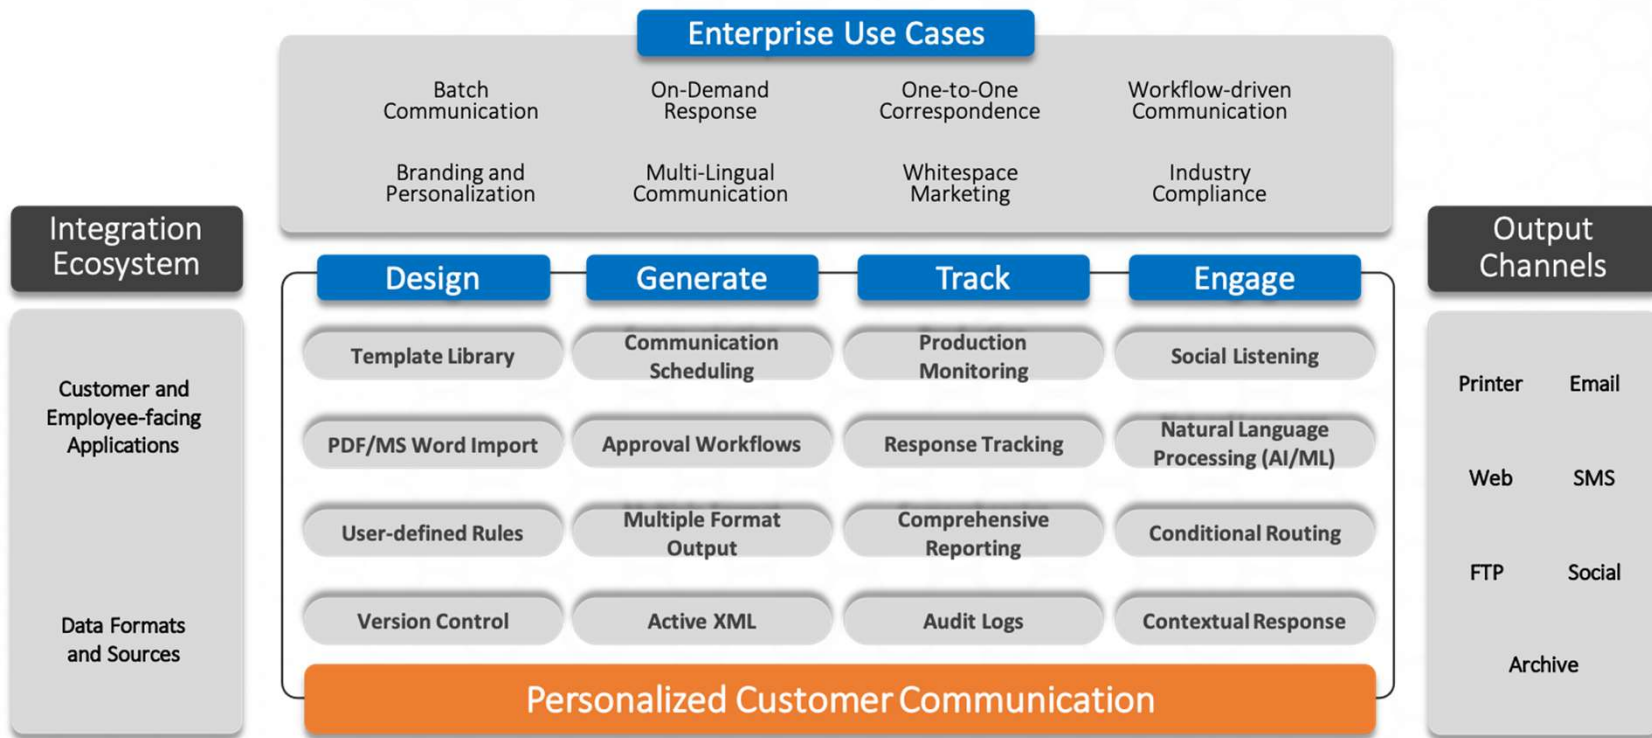 Enterprise Use Cases
Batch
Communication
On-Demand
Response
One-to-One
Correspondence
Workflow-driven
Communication
Branding and
Personalization
Multi-Lingual
Communication
Whitespace
Marketing
Industry
Compliance
Integration
Ecosystem
Customer and
Employee-facing
Applications
Data Formats
and Sources
Design
Template Library
PDF/MS Word Import
User-defined Rules
Version Control
Generate
Communication
Scheduling
Approval Workflows
Multiple Format
Output
Active XML
Track
Production
Monitoring
Response Tracking
Comprehensive
Reporting
Audit Logs
Engage
Social Listening
Natural Language
Processing (AI/ML)
Conditional Routing
Contextual Response
Personalized Customer Communication
Output
Channels
Printer
Email
Web
SMS
FTP
Social
Archive